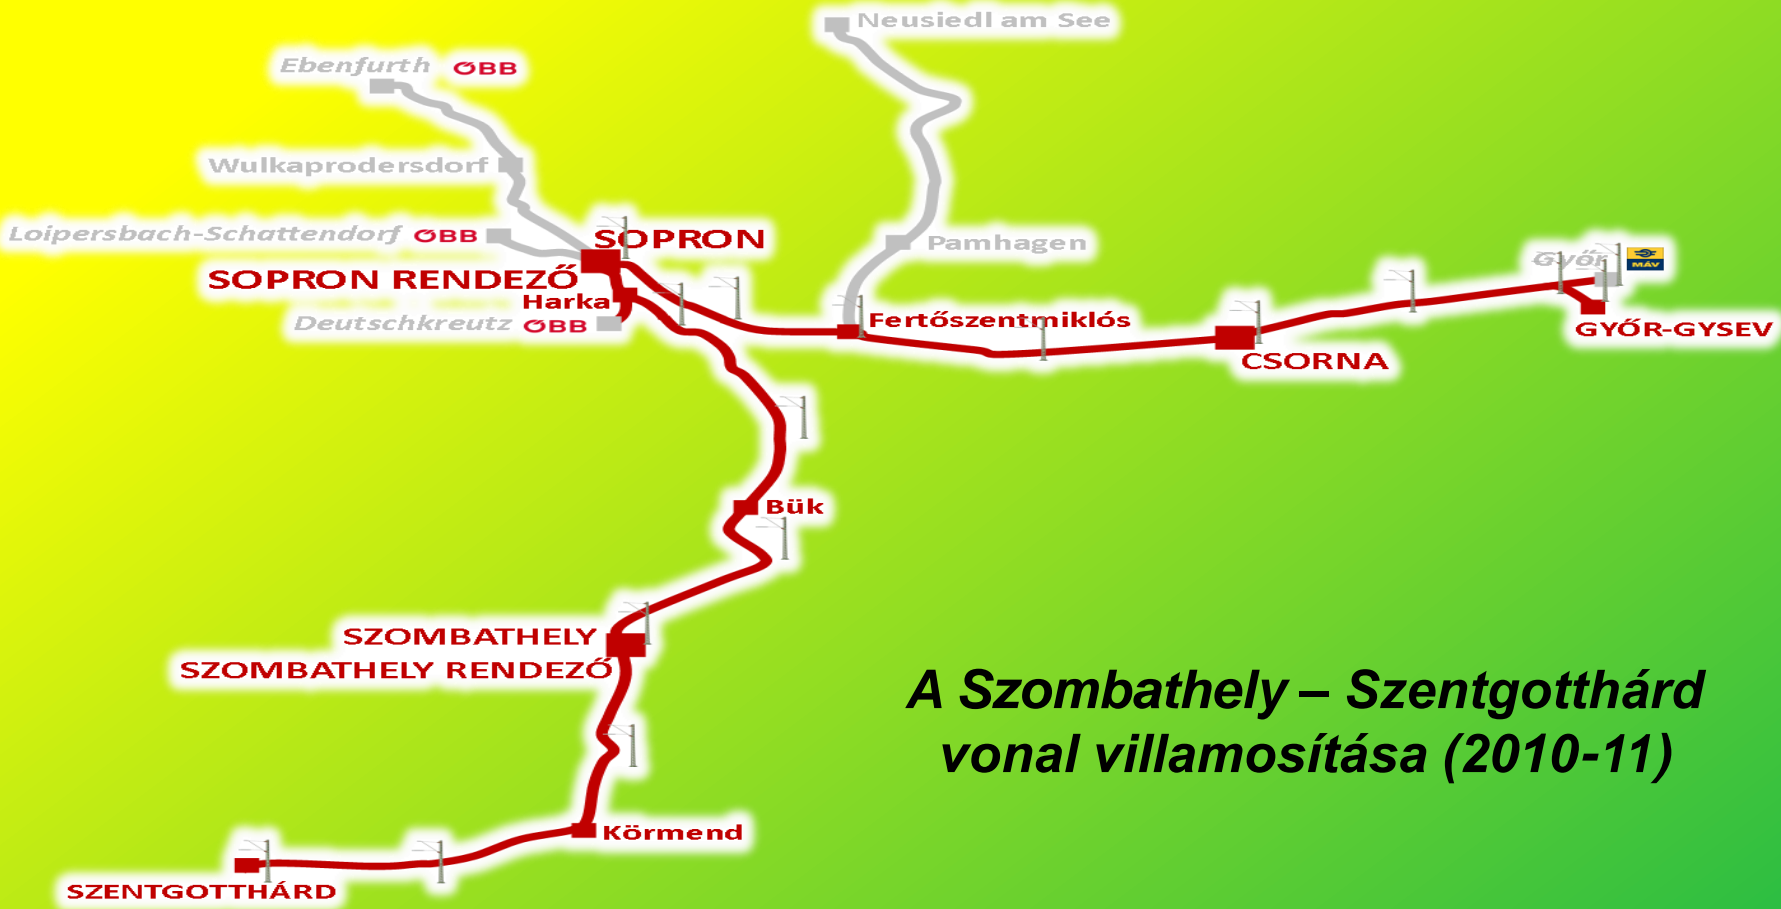 Neusiedl am See
Ebenfurth ÖBB
Wulkaprodersdorf
Loipersbach-Schattendorf ÖBB
SOPRON
Pamhagen
Győr MÁV
SOPRON RENDEZŐ
Harka
Deutschkreutz ÖBB
Fertőszentmiklós
GYŐR-GYSEV
CSORNA
Bük
SZOMBATHELY
SZOMBATHELY RENDEZŐ
A Szombathely – Szentgotthárd
vonal villamosítása (2010-11)
Körmend
SZENTGOTTHÁRD